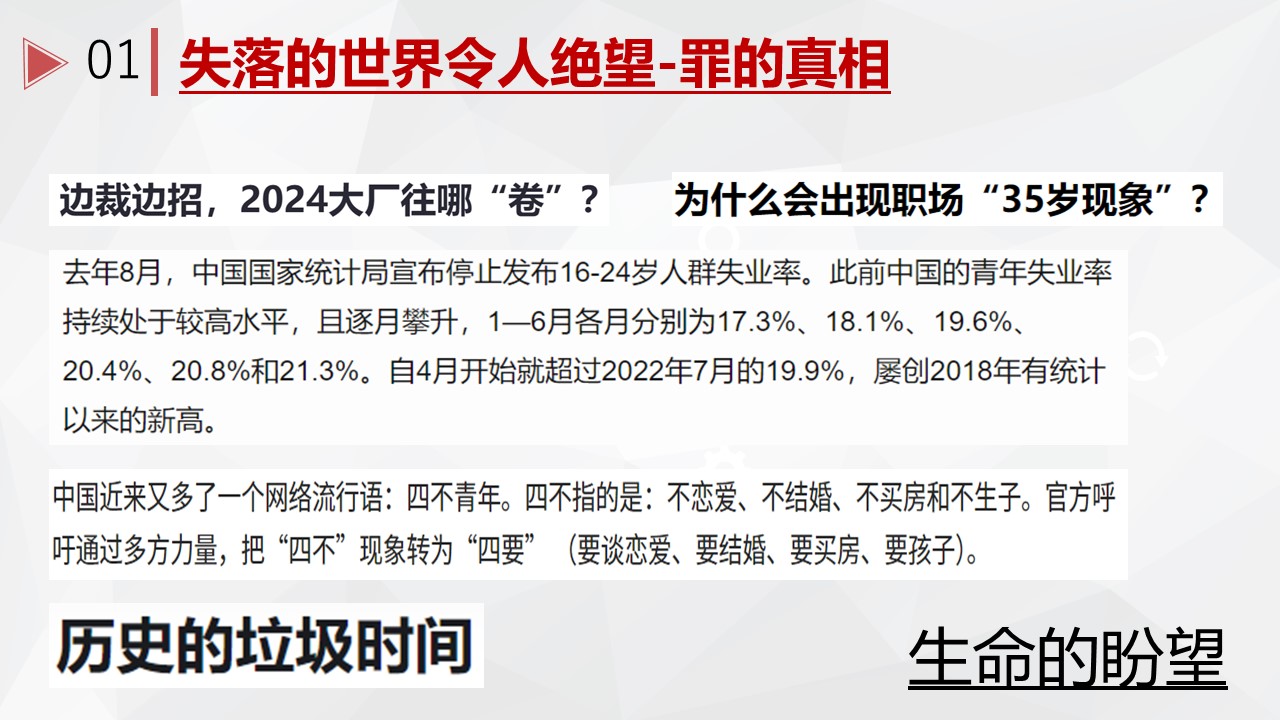 01 失落的世界令人绝望-罪的真相
边裁边招，2024大厂往哪“卷”？ 为什么会出现职场“35岁现象”？
去年8月，中国国家统计局宣布停止发布16-24岁人群失业率。此前中国的青年失业率
持续处于较高水平，且逐月攀升，1—6月各月分别为17.3%、18.1%、19.6%、
20.4%、20.8%和21.3%。自4月开始就超过2022年7月的19.9%，屡创2018年有统计
以来的新高。
中国近来又多了一个网络流行语：四不青年。四不指的是：不恋爱、不结婚、不买房和不生子。官方呼
吁通过多方力量，把“四不”现象转为“四要”（要谈恋爱、要结婚、要买房、要孩子）。
历史的垃圾时间
生命的盼望